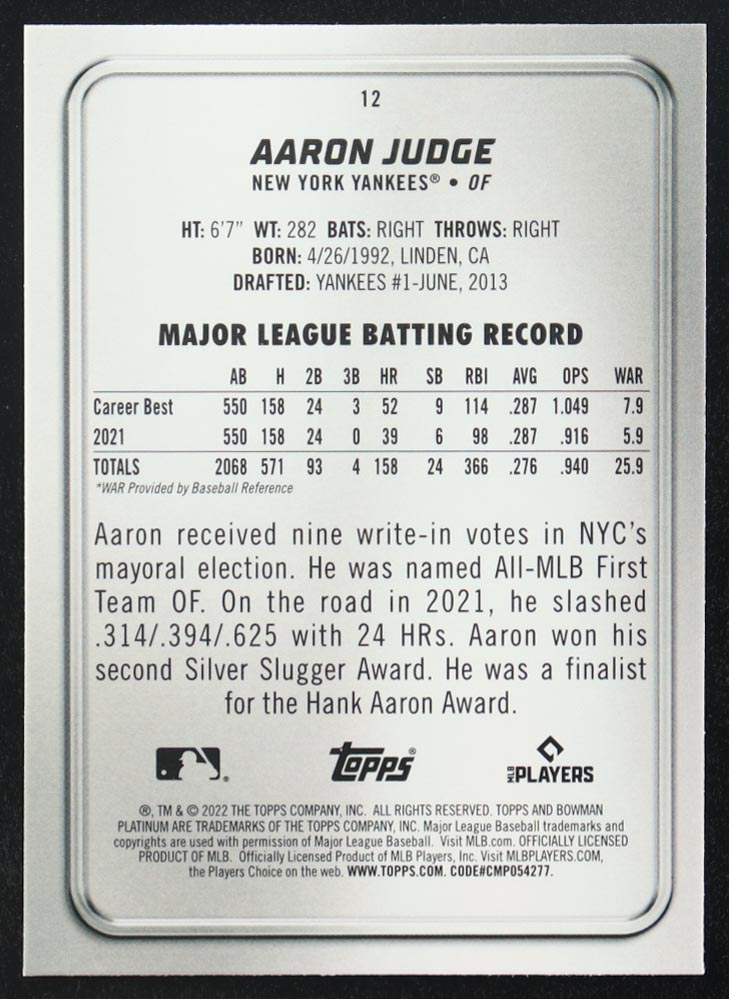 12
AARON JUDGE
NEW YORK YANKEES® • OF
HT: 6'7" WT: 282 BATS: RIGHT THROWS: RIGHT
BORN: 4/26/1992, LINDEN, CA
DRAFTED: YANKEES #1-JUNE, 2013
MAJOR LEAGUE BATTING RECORD
AB H 2B 3B HR SB RBI AVG OPS WAR
Career Best 550 158 24 3 52 9 114 .287 1.049 7.9
2021 550 158 24 0 39 6 98 .287 .916 5.9
TOTALS 2068 571 93 4 158 24 366 .276 .940 25.9
*WAR Provided by Baseball Reference
Aaron received nine write-in votes in NYC's
mayoral election. He was named All-MLB First
Team OF. On the road in 2021, he slashed
.314/.394/.625 with 24 HRs. Aaron won his
second Silver Slugger Award. He was a finalist
for the Hank Aaron Award.
® Topps® MLB PLAYERS
®, TM & © 2022 THE TOPPS COMPANY, INC. ALL RIGHTS RESERVED. TOPPS AND BOWMAN
PLATINUM ARE TRADEMARKS OF THE TOPPS COMPANY, INC. Major League Baseball trademarks and
copyrights are used with permission of Major League Baseball. Visit MLB.com. OFFICIALLY LICENSED
PRODUCT OF MLB. Officially Licensed Product of MLB Players, Inc. Visit MLBPLAYERS.COM,
the Players Choice on the web. WWW.TOPPS.COM. CODE#CMP054277.